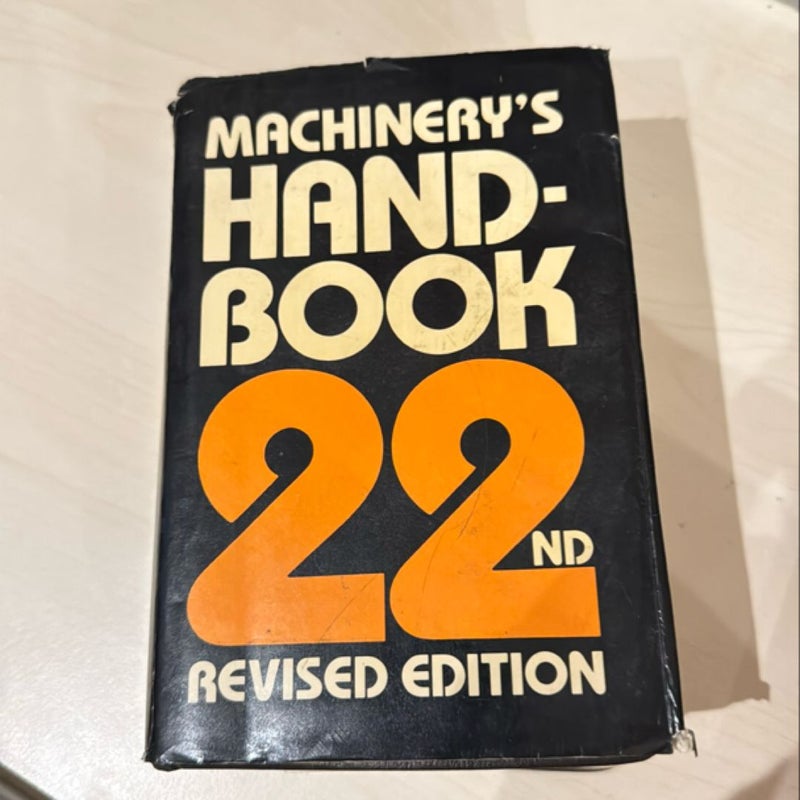 MACHINERY'S
HAND-
BOOK
22ND
REVISED EDITION